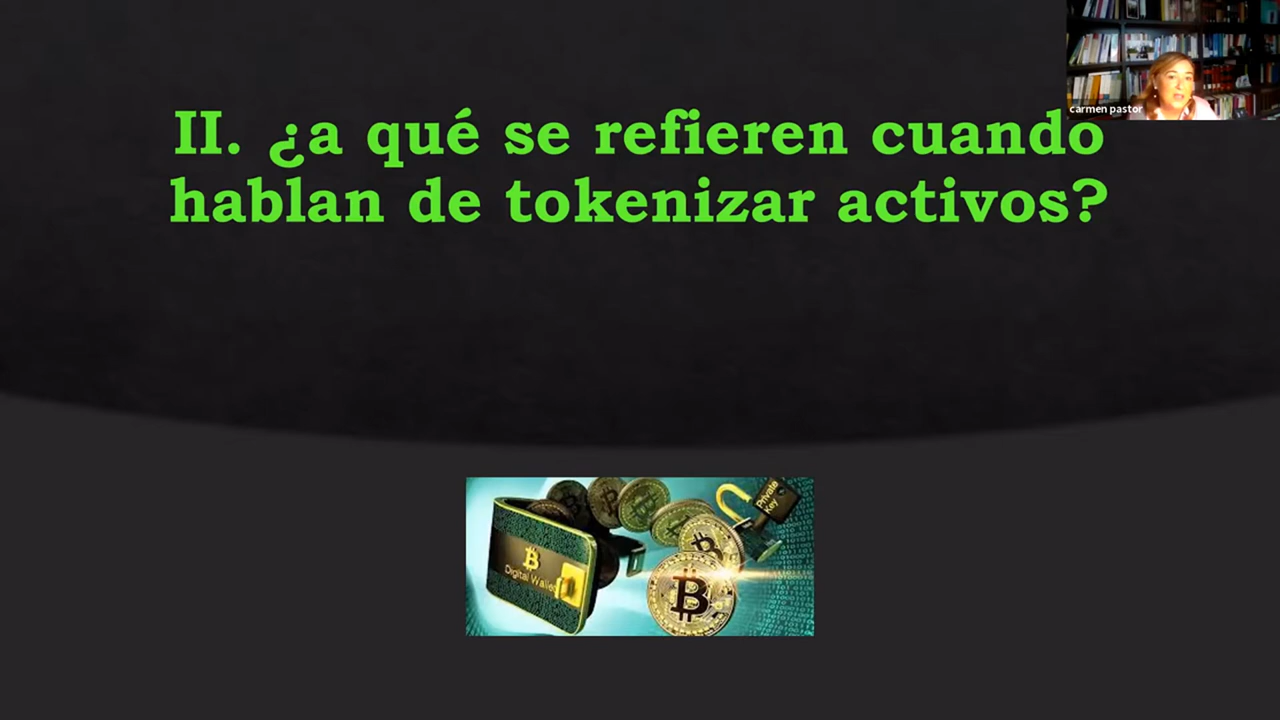 carmen pastor
II. ¿a qué se refieren cuando
hablan de tokenizar activos?
Digital Wallet
Private
Key